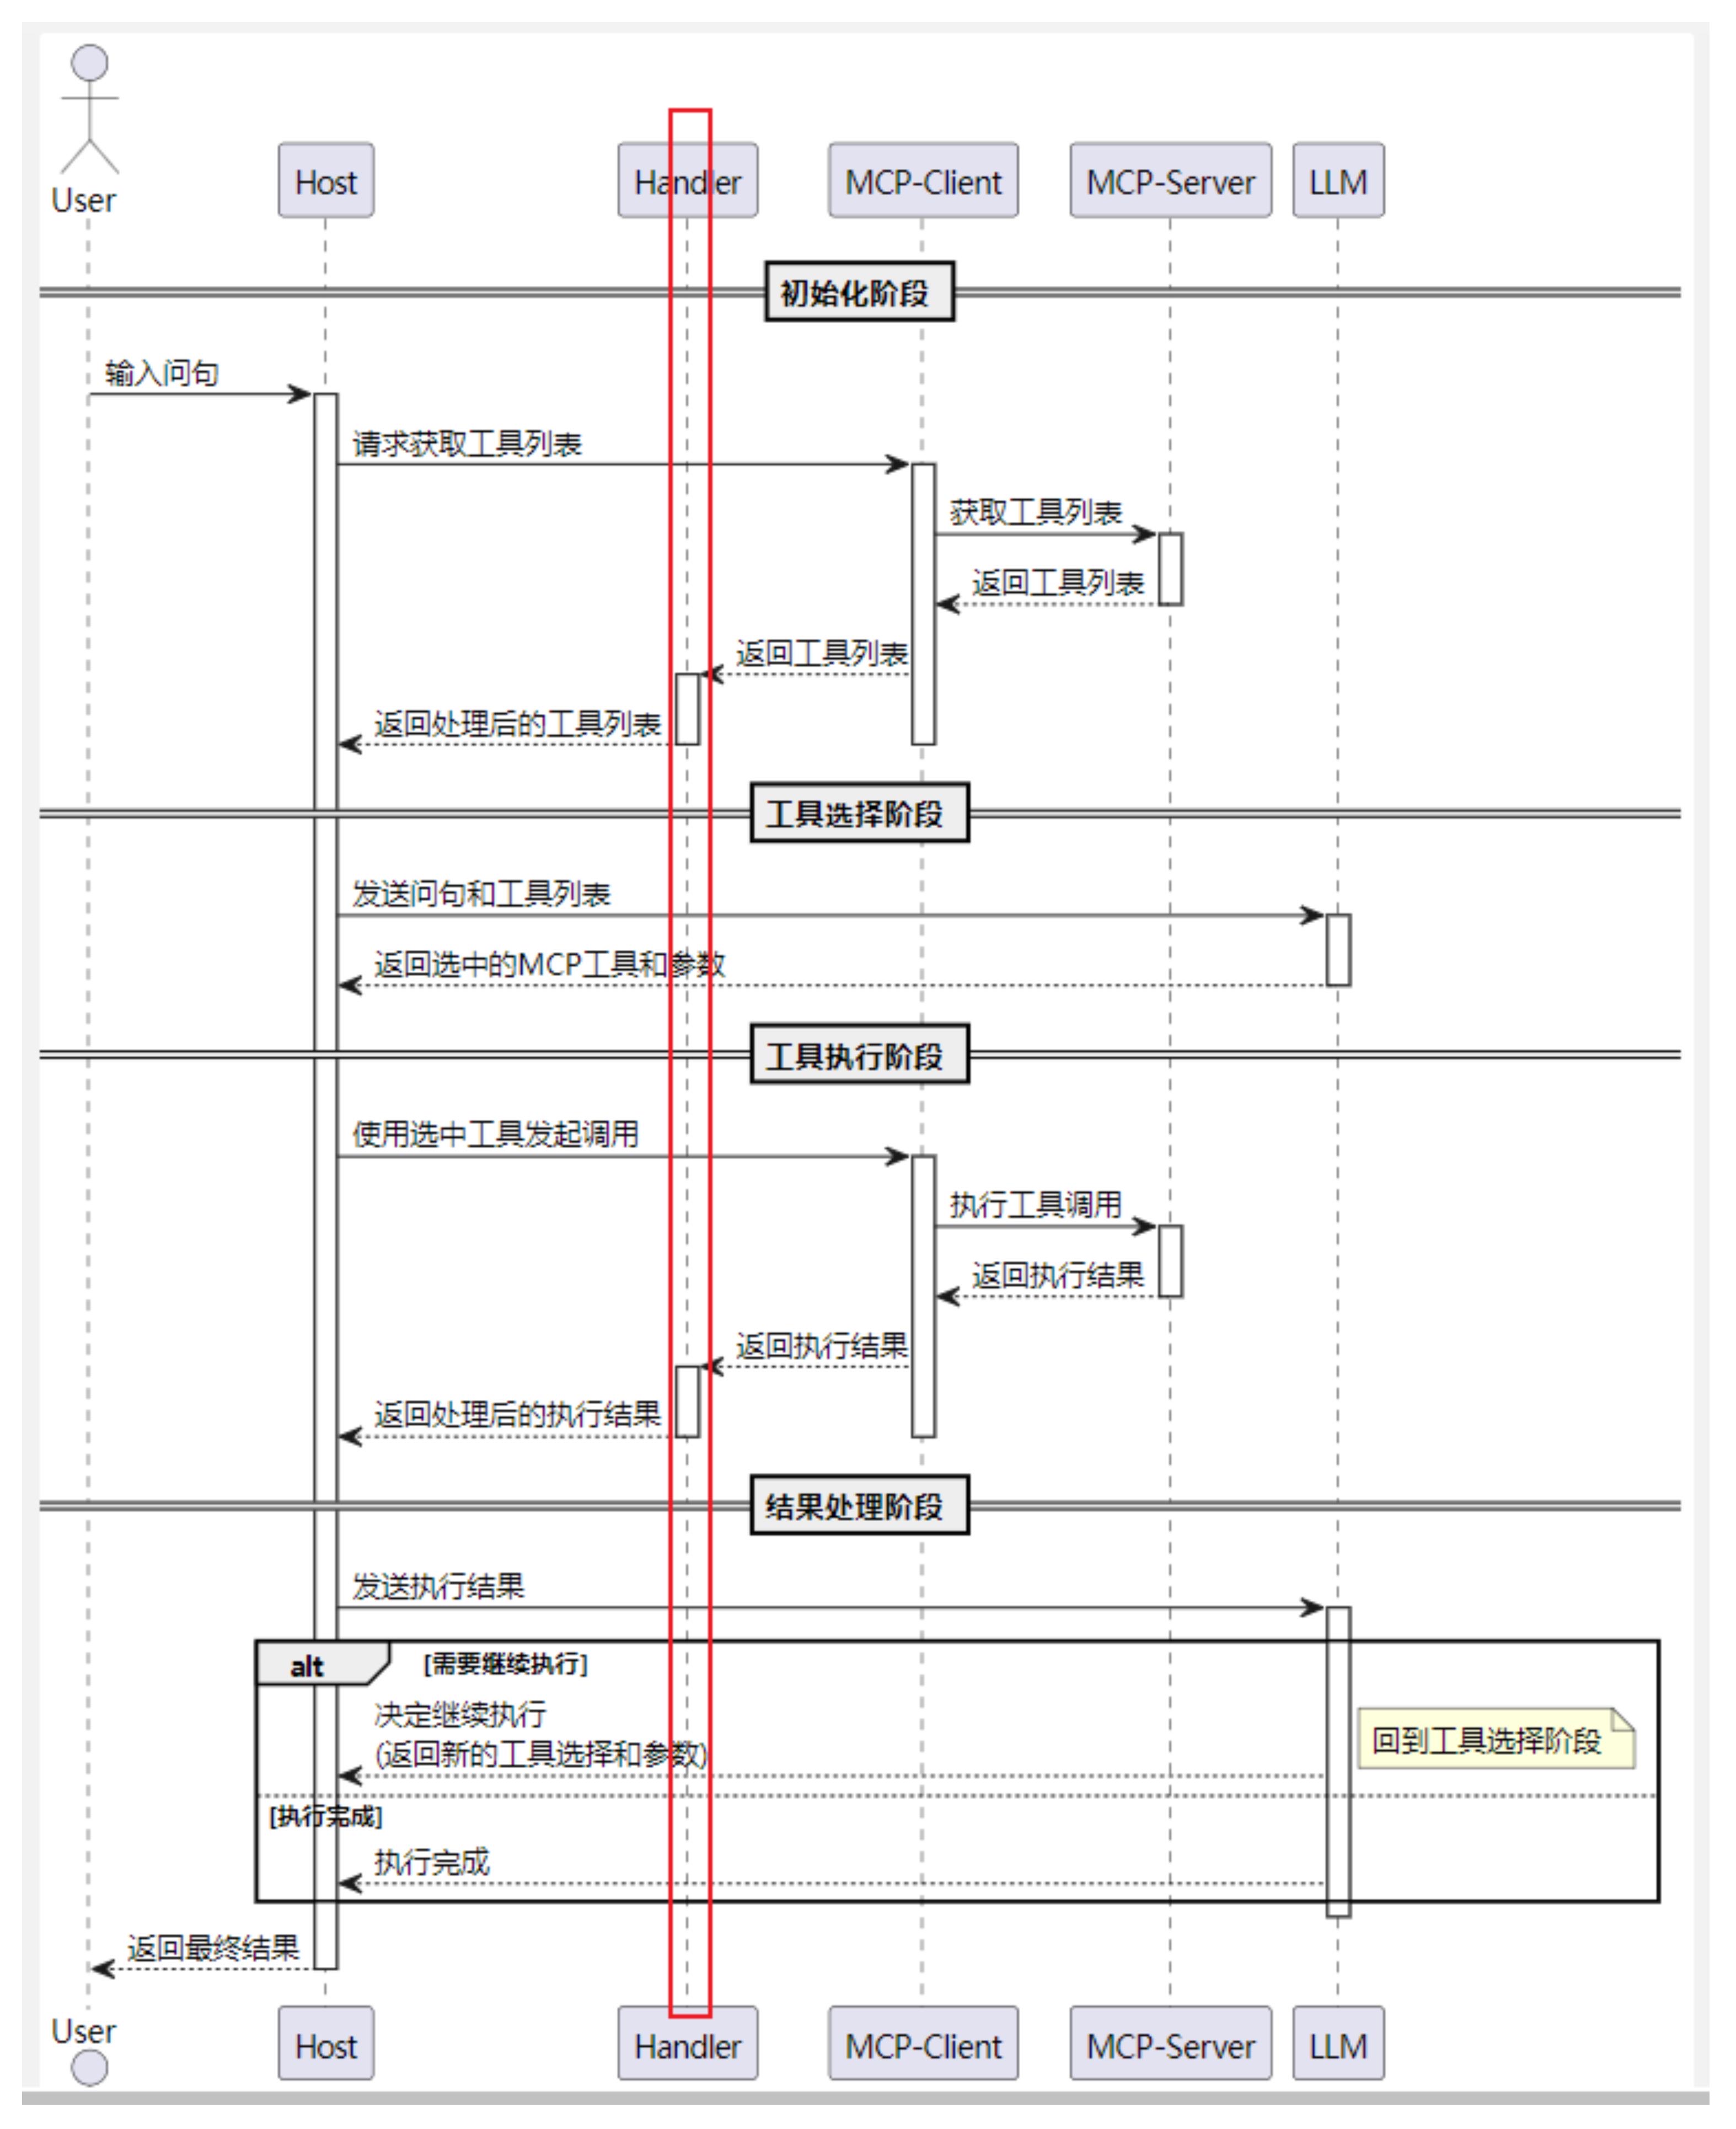 User
Host
Handler
MCP-Client
MCP-Server
LLM
初始化阶段
输入问句
请求获取工具列表
获取工具列表
返回工具列表
返回工具列表
返回处理后的工具列表
工具选择阶段
发送问句和工具列表
返回选中的MCP工具和参数
工具执行阶段
使用选中工具发起调用
执行工具调用
返回执行结果
返回执行结果
返回处理后的执行结果
结果处理阶段
发送执行结果
alt
[需要继续执行]
决定继续执行
(返回新的工具选择和参数)
回到工具选择阶段
[执行完成]
执行完成
返回最终结果
User
Host
Handler
MCP-Client
MCP-Server
LLM